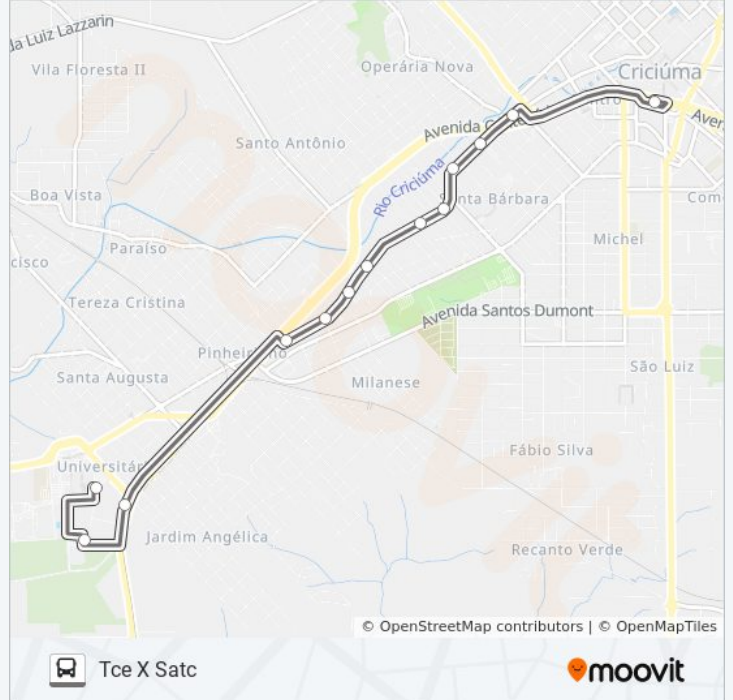 da Luiz Lazzarin
Vila Floresta II
Operária Nova
Criciúma
Santo Antônio
Avenida
Rio Criciúma
Boa Vista
Santa Bárbara
Paraíso
Michel
Tereza Cristina
Avenida Santos Dumont
Pinheirinho
São Luiz
Santa Augusta
Milanese
Fábio Silva
Universitár
Jardim Angélica
Recanto Verde
© OpenStreetMap contributors | © OpenMapTiles
Tce X Satc
moovit